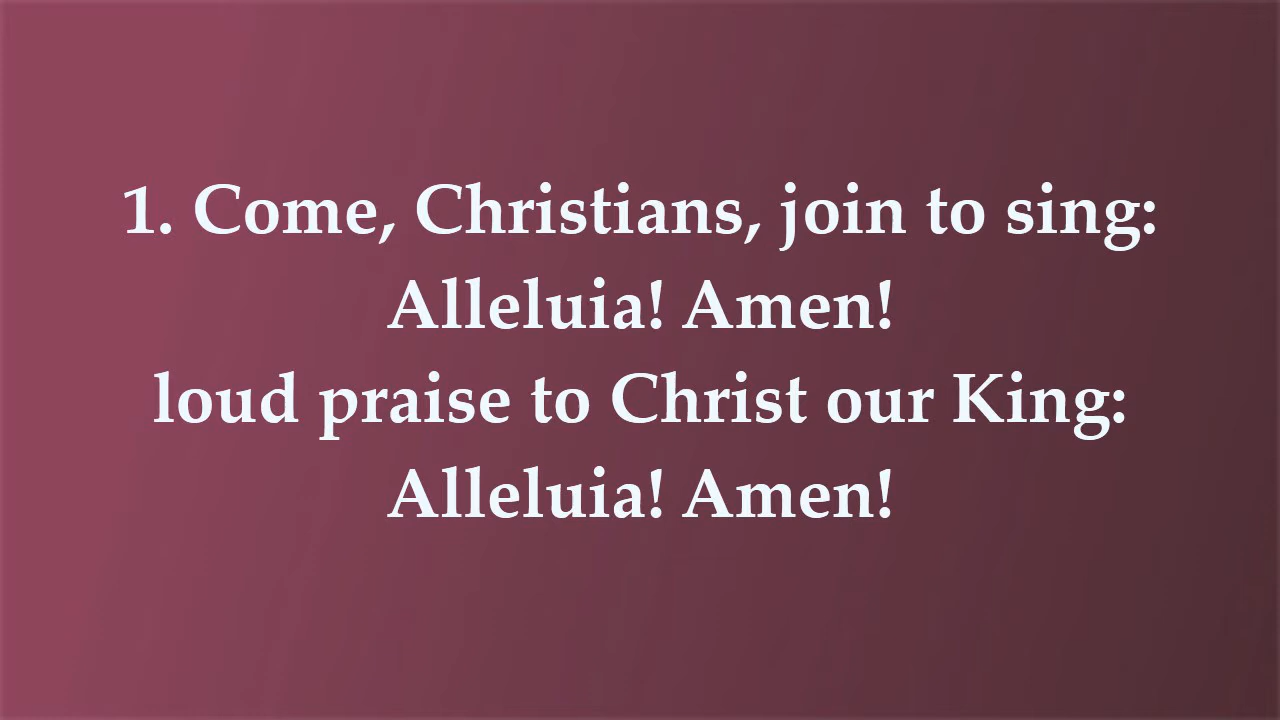 1. Come, Christians, join to sing:
Alleluia! Amen!
loud praise to Christ our King:
Alleluia! Amen!